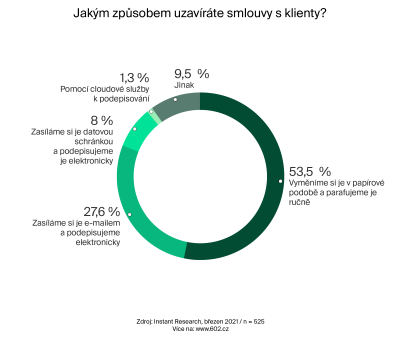 Jakým způsobem uzavíráte smlouvy s klienty?
9,5 %
Jinak
1,3 %
Pomocí cloudové služby
k podepisování
8 %
Zasíláme si je datovou
schránkou
a podepisujeme
je elektronicky
53,5 %
Vyměníme si je v papírové
podobě a parafujeme je
ručně
27,6 %
Zasíláme si je e-mailem
a podepisujeme
elektronicky
Zdroj: Instant Research, březen 2021 / n = 525
Více na: www.602.cz